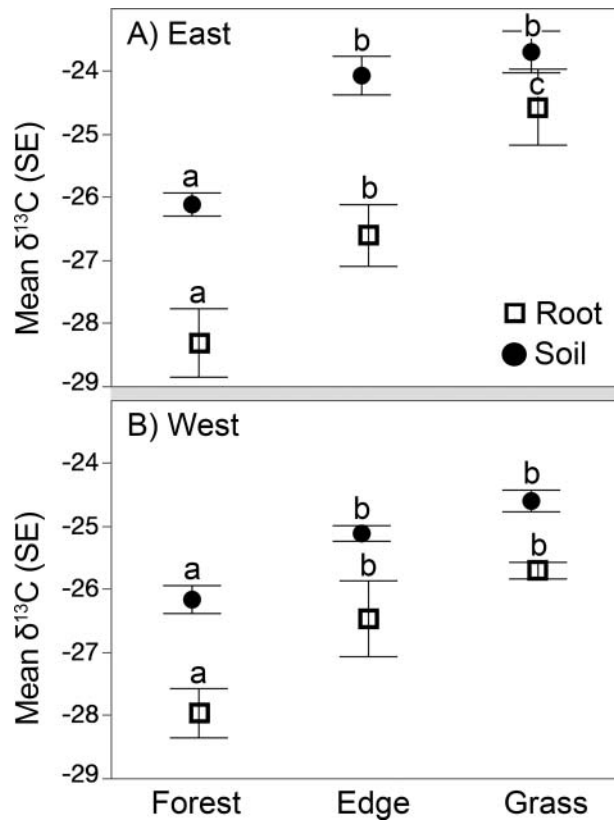 A) East
Mean δ¹³C (SE)
-24
-25
-26
-27
-28
-29
a
b
b
a
b
c
Root
Soil
B) West
Mean δ¹³C (SE)
-24
-25
-26
-27
-28
-29
a
b
b
a
b
b
Forest Edge Grass